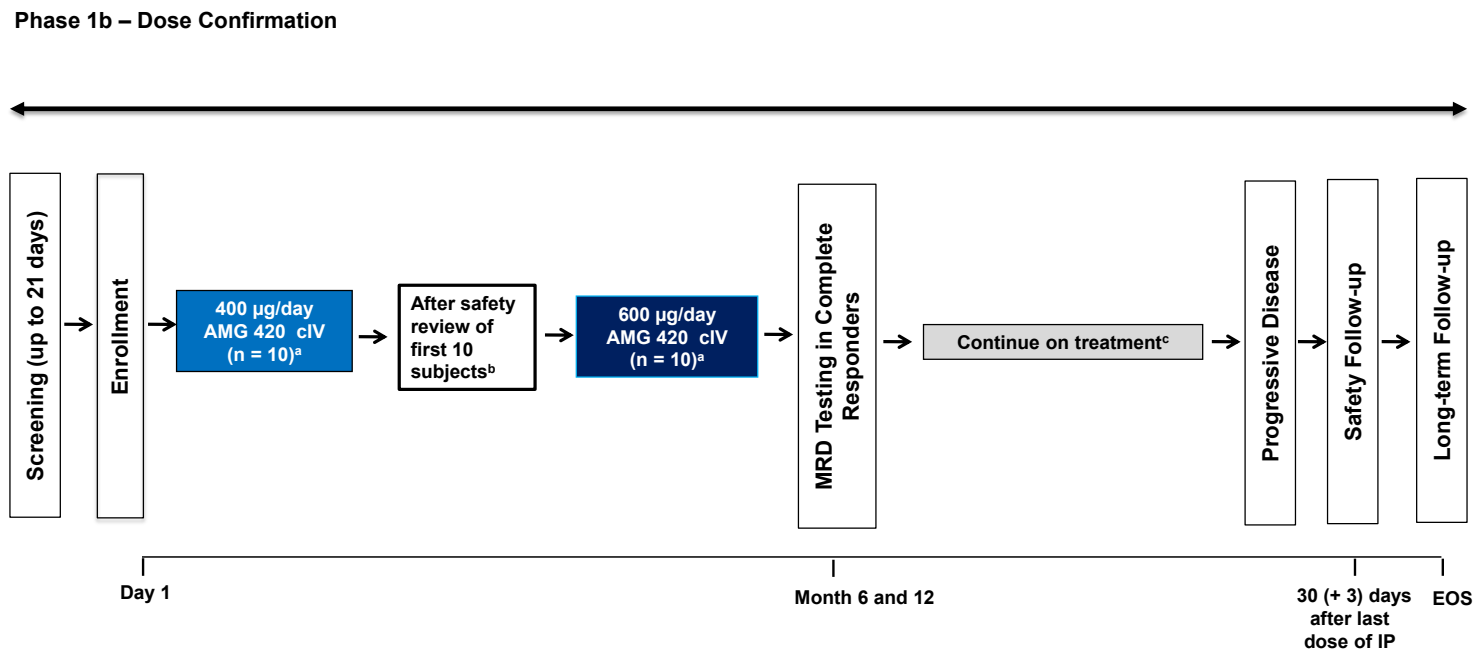 Phase 1b – Dose Confirmation
Screening (up to 21 days)
Enrollment
400 µg/day
AMG 420 cIV
(n = 10)ᵃ
After safety
review of
first 10
subjectsᵇ
600 µg/day
AMG 420 cIV
(n = 10)ᵃ
MRD Testing in Complete
Responders
Continue on treatmentᶜ
Progressive Disease
Safety Follow-up
Long-term Follow-up
Day 1
Month 6 and 12
30 (+ 3) days
after last
dose of IP
EOS